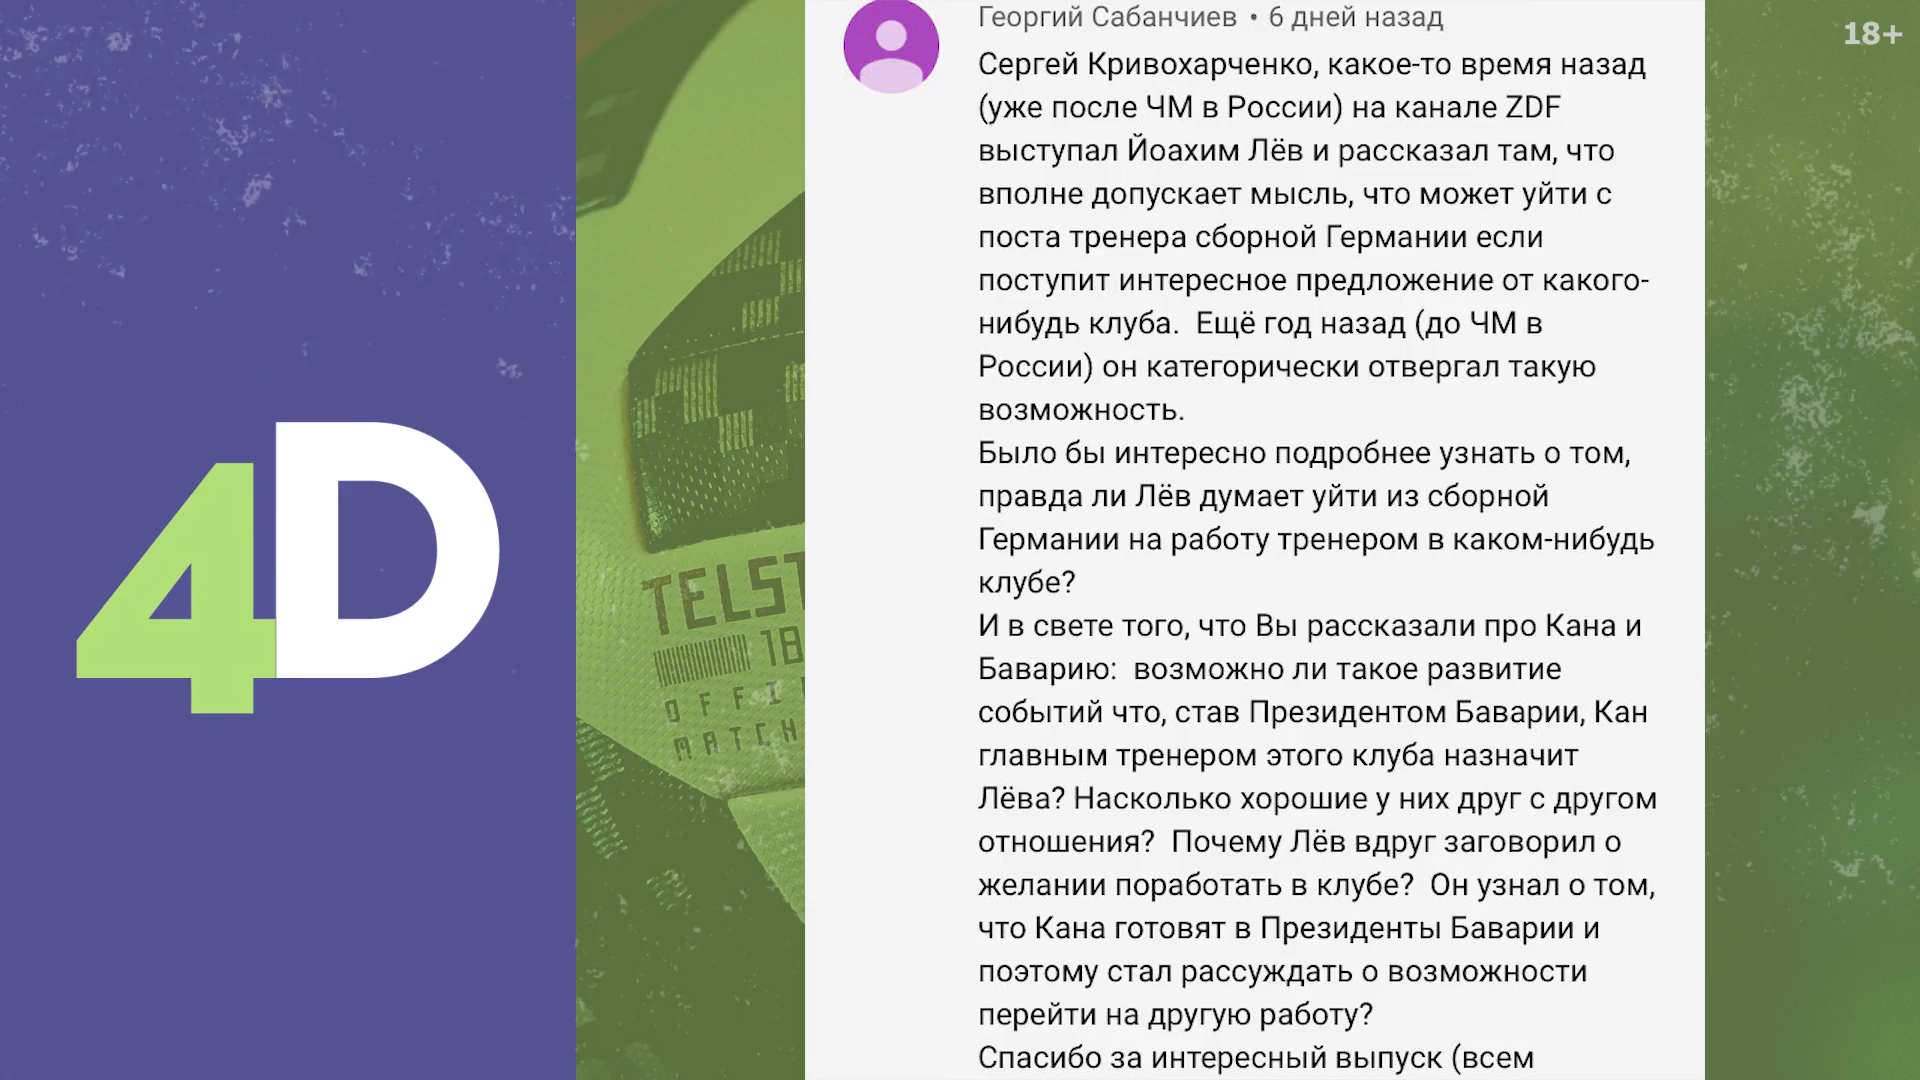 4D
TELST
18
OFFI
MATCH
Георгий Сабанчиев • 6 дней назад
Сергей Кривохарченко, какое-то время назад
(уже после ЧМ в России) на канале ZDF
выступал Йоахим Лёв и рассказал там, что
вполне допускает мысль, что может уйти с
поста тренера сборной Германии если
поступит интересное предложение от какого-
нибудь клуба.  Ещё год назад (до ЧМ в
России) он категорически отвергал такую
возможность.
Было бы интересно подробнее узнать о том,
правда ли Лёв думает уйти из сборной
Германии на работу тренером в каком-нибудь
клубе?
И в свете того, что Вы рассказали про Кана и
Баварию:  возможно ли такое развитие
событий что, став Президентом Баварии, Кан
главным тренером этого клуба назначит
Лёва? Насколько хорошие у них друг с другом
отношения?  Почему Лёв вдруг заговорил о
желании поработать в клубе?  Он узнал о том,
что Кана готовят в Президенты Баварии и
поэтому стал рассуждать о возможности
перейти на другую работу?
Спасибо за интересный выпуск (всем
18+